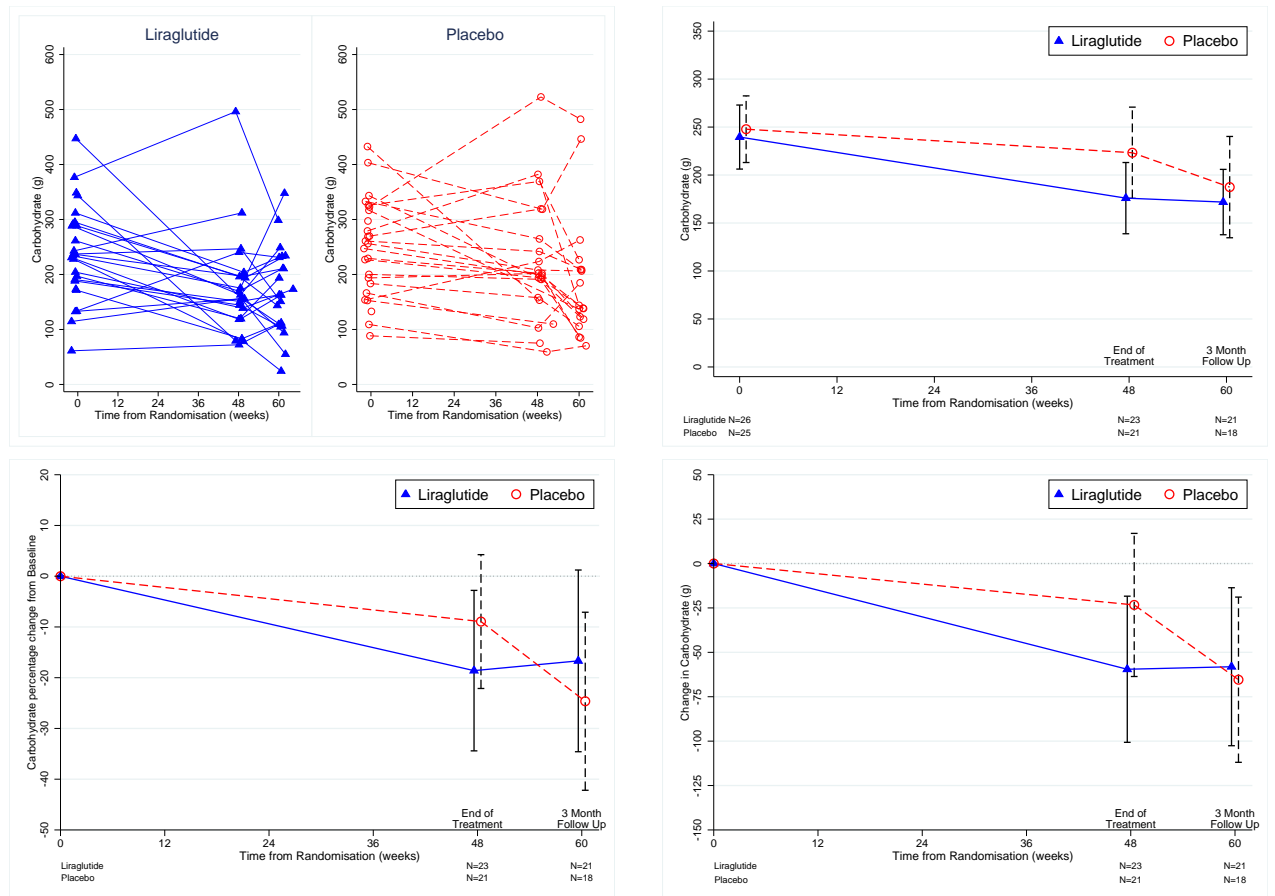 Liraglutide
Placebo
Carbohydrate (g)
0 100 200 300 400 500 600
0 12 24 36 48 60
Time from Randomisation (weeks)
Carbohydrate (g)
0 100 200 300 400 500 600
0 12 24 36 48 60
Time from Randomisation (weeks)
Liraglutide Placebo
Carbohydrate (g)
0 50 100 150 200 250 300 350
End of
Treatment
3 Month
Follow Up
0 12 24 36 48 60
Time from Randomisation (weeks)
Liraglutide N=26 N=23 N=21
Placebo N=25 N=21 N=18
Liraglutide Placebo
Carbohydrate percentage change from Baseline
-50 -40 -30 -20 -10 0 10 20
End of
Treatment
3 Month
Follow Up
0 12 24 36 48 60
Time from Randomisation (weeks)
Liraglutide N=23 N=21
Placebo N=21 N=18
Liraglutide Placebo
Change in Carbohydrate (g)
-150 -125 -100 -75 -50 -25 0 25 50
End of
Treatment
3 Month
Follow Up
0 12 24 36 48 60
Time from Randomisation (weeks)
Liraglutide N=23 N=21
Placebo N=21 N=18